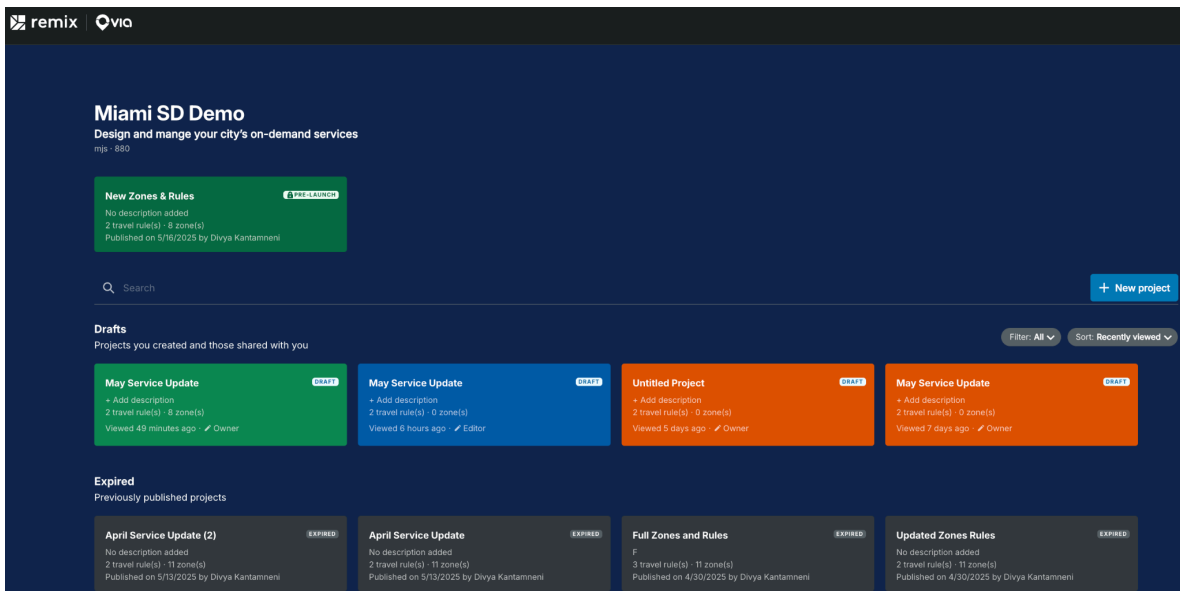 remix via
Miami SD Demo
Design and mange your city's on-demand services
mjs · 880
New Zones & Rules PRE-LAUNCH
No description added
2 travel rule(s) · 8 zone(s)
Published on 5/16/2025 by Divya Kantamneni
Search
+ New project
Drafts
Projects you created and those shared with you
Filter: All
Sort: Recently viewed
May Service Update DRAFT
+ Add description
2 travel rule(s) · 8 zone(s)
Viewed 49 minutes ago · Owner
May Service Update DRAFT
+ Add description
2 travel rule(s) · 0 zone(s)
Viewed 6 hours ago · Editor
Untitled Project DRAFT
+ Add description
2 travel rule(s) · 0 zone(s)
Viewed 5 days ago · Owner
May Service Update DRAFT
+ Add description
2 travel rule(s) · 0 zone(s)
Viewed 7 days ago · Owner
Expired
Previously published projects
April Service Update (2) EXPIRED
No description added
2 travel rule(s) · 11 zone(s)
Published on 5/13/2025 by Divya Kantamneni
April Service Update EXPIRED
No description added
2 travel rule(s) · 11 zone(s)
Published on 5/13/2025 by Divya Kantamneni
Full Zones and Rules EXPIRED
F
3 travel rule(s) · 11 zone(s)
Published on 4/30/2025 by Divya Kantamneni
Updated Zones Rules EXPIRED
No description added
2 travel rule(s) · 11 zone(s)
Published on 4/30/2025 by Divya Kantamneni